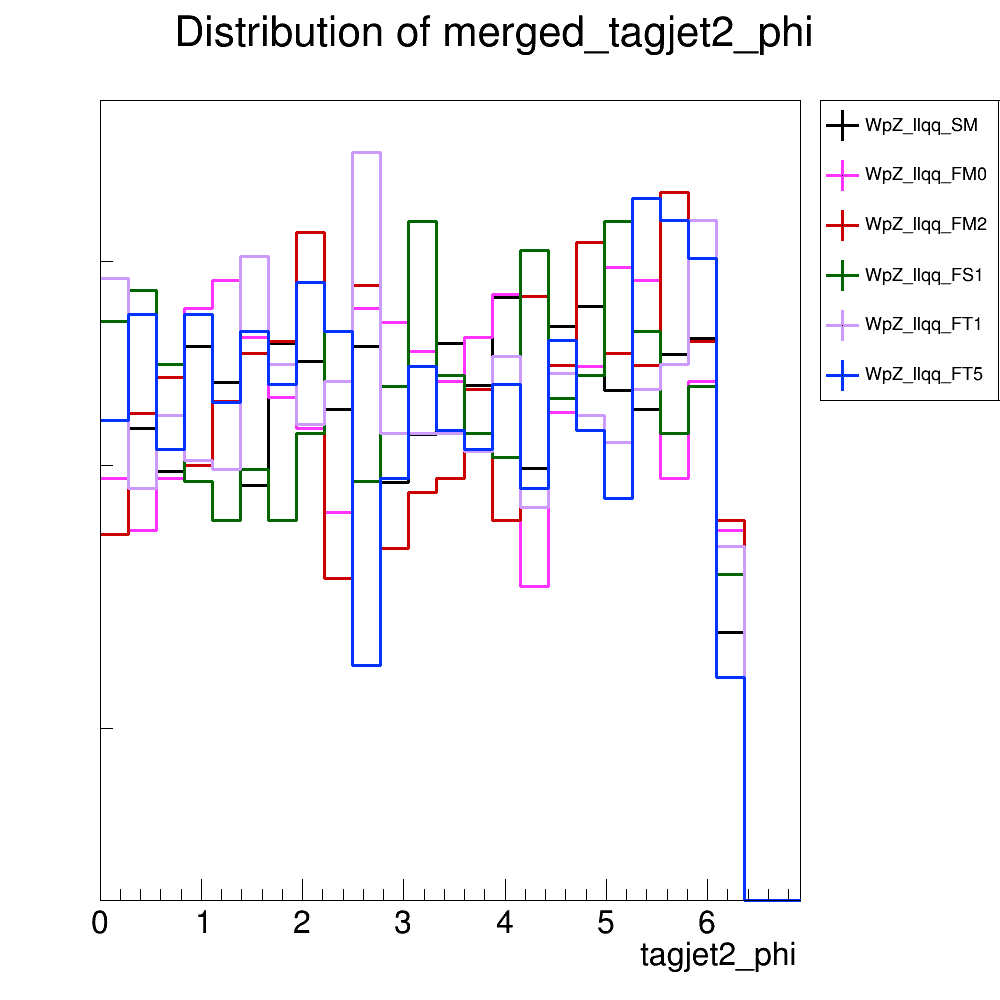 Distribution of merged_tagjet2_phi
WpZ_llqq_SM
WpZ_llqq_FM0
WpZ_llqq_FM2
WpZ_llqq_FS1
WpZ_llqq_FT1
WpZ_llqq_FT5
0 1 2 3 4 5 6
tagjet2_phi